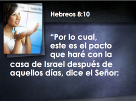 Hebreos 8:10
“Por lo cual,
este es el pacto
que haré con la
casa de Israel después de
aquellos días, dice el Señor: